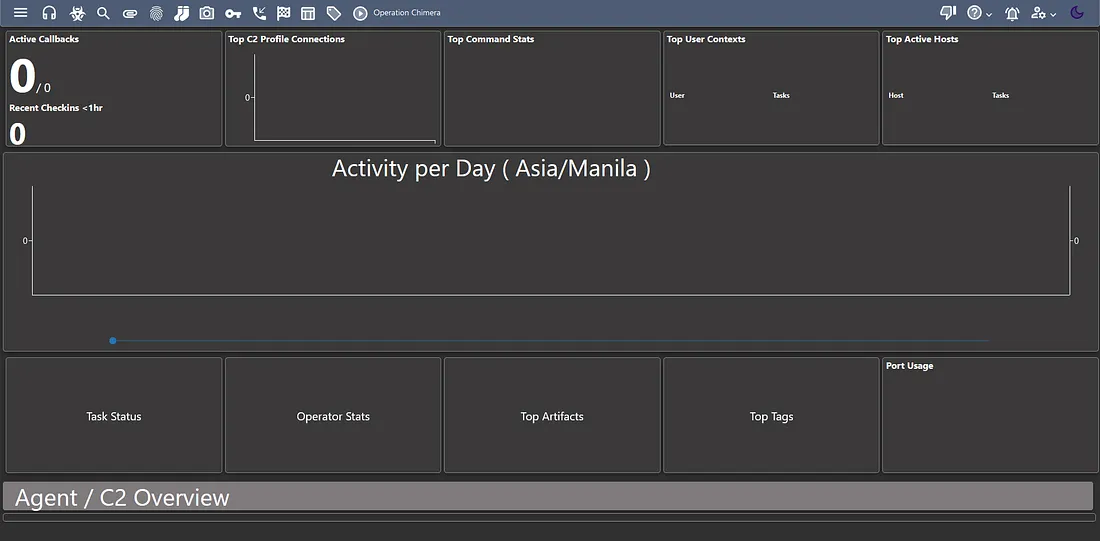 Operation Chimera
Active Callbacks
0 / 0
Recent Checkins <1hr
0
Top C2 Profile Connections
0
Top Command Stats
Top User Contexts
User Tasks
Top Active Hosts
Host Tasks
Activity per Day ( Asia/Manila )
0
0
Task Status
Operator Stats
Top Artifacts
Top Tags
Port Usage
Agent / C2 Overview